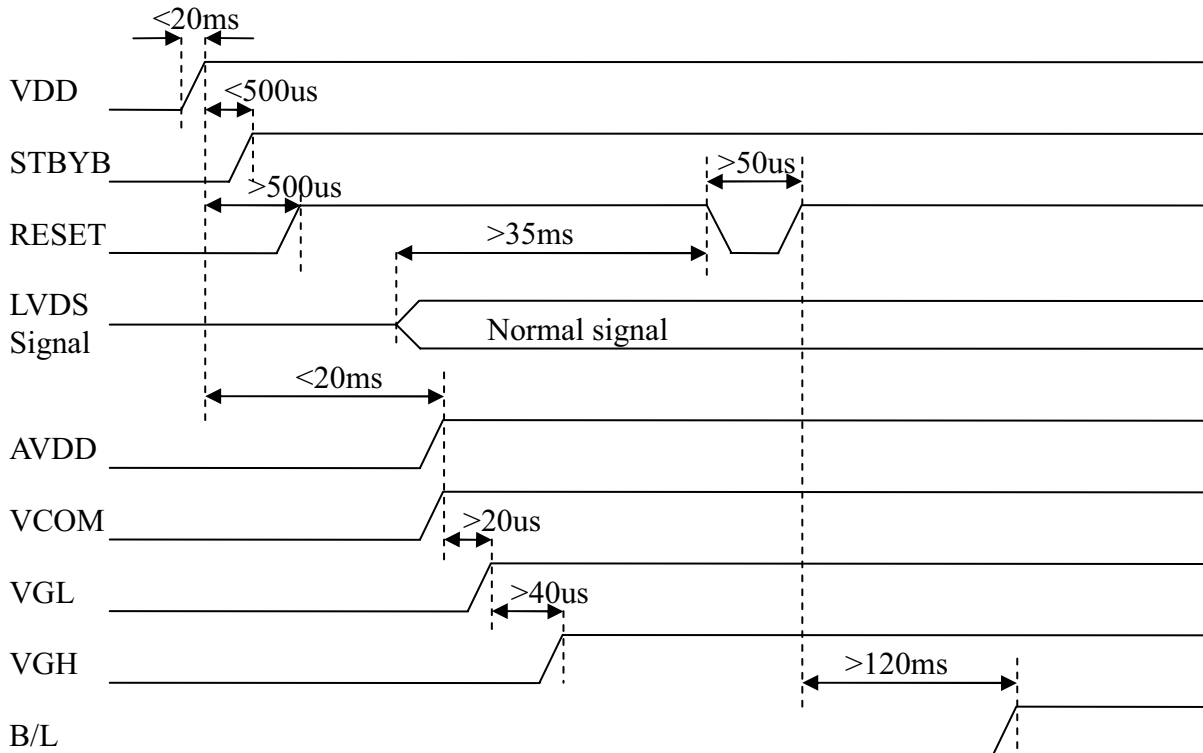 <20ms
VDD
<500us
STBYB
>50us
>500us
RESET
>35ms
LVDS
Signal
Normal signal
<20ms
AVDD
VCOM
>20us
VGL
>40us
VGH
>120ms
B/L